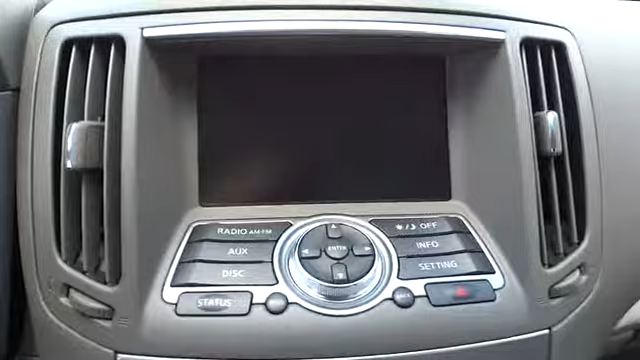 RADIO AM·FM
AUX
DISC
STATUS
ENTER
OFF
INFO
SETTING